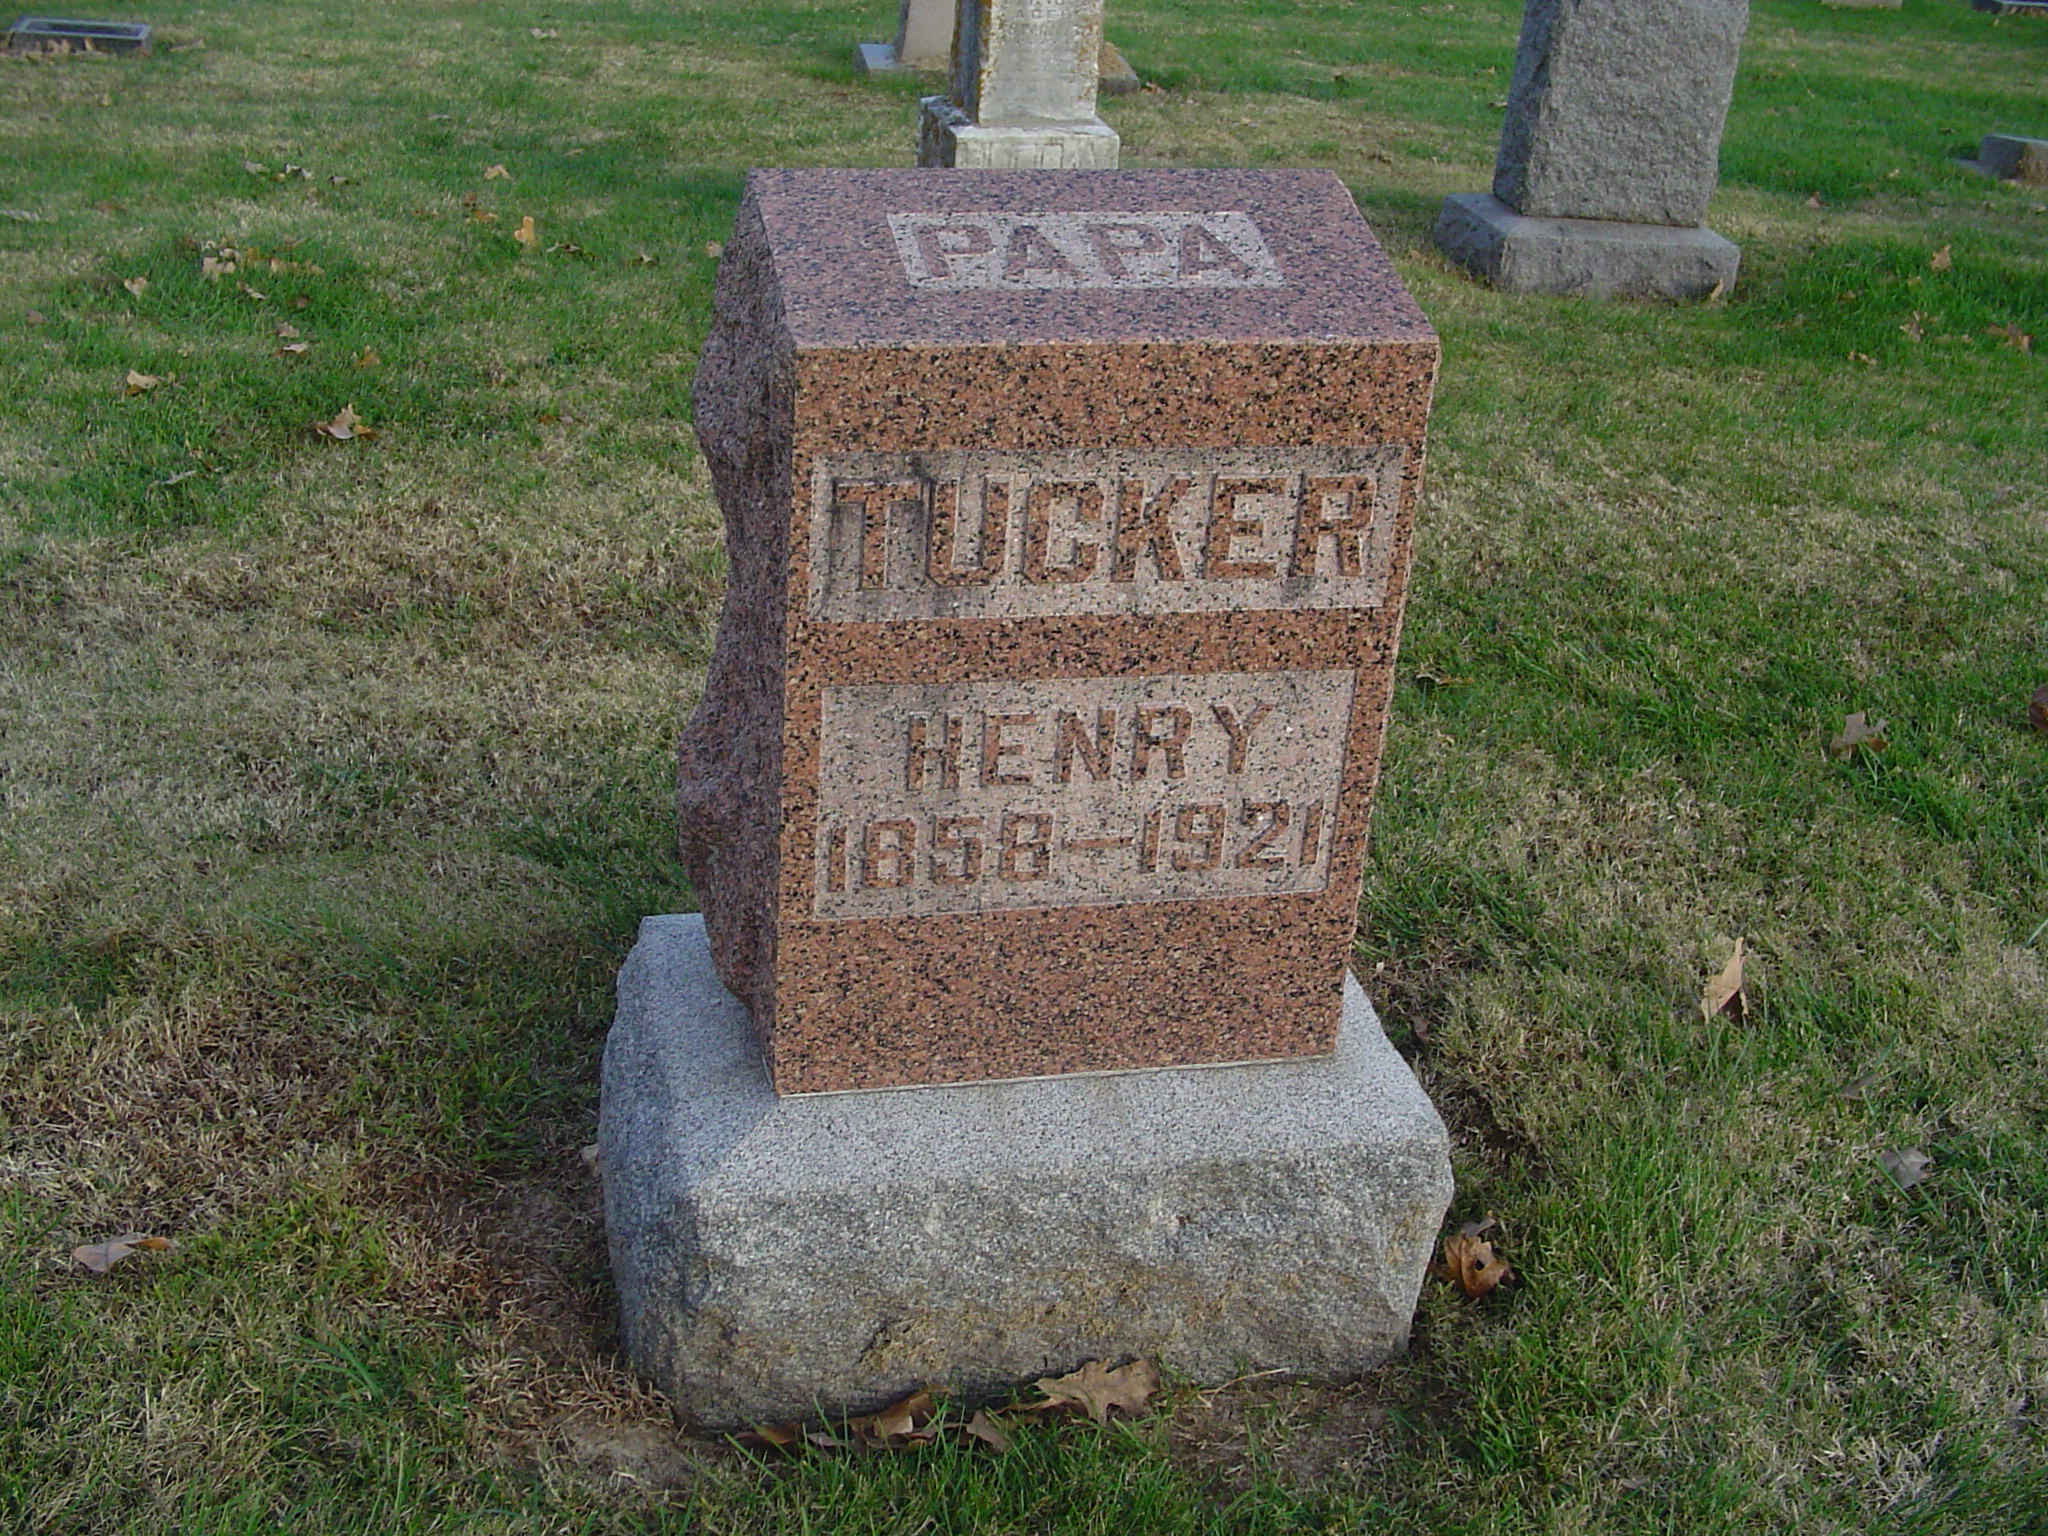 PAPA
TUCKER
HENRY
1858-1921